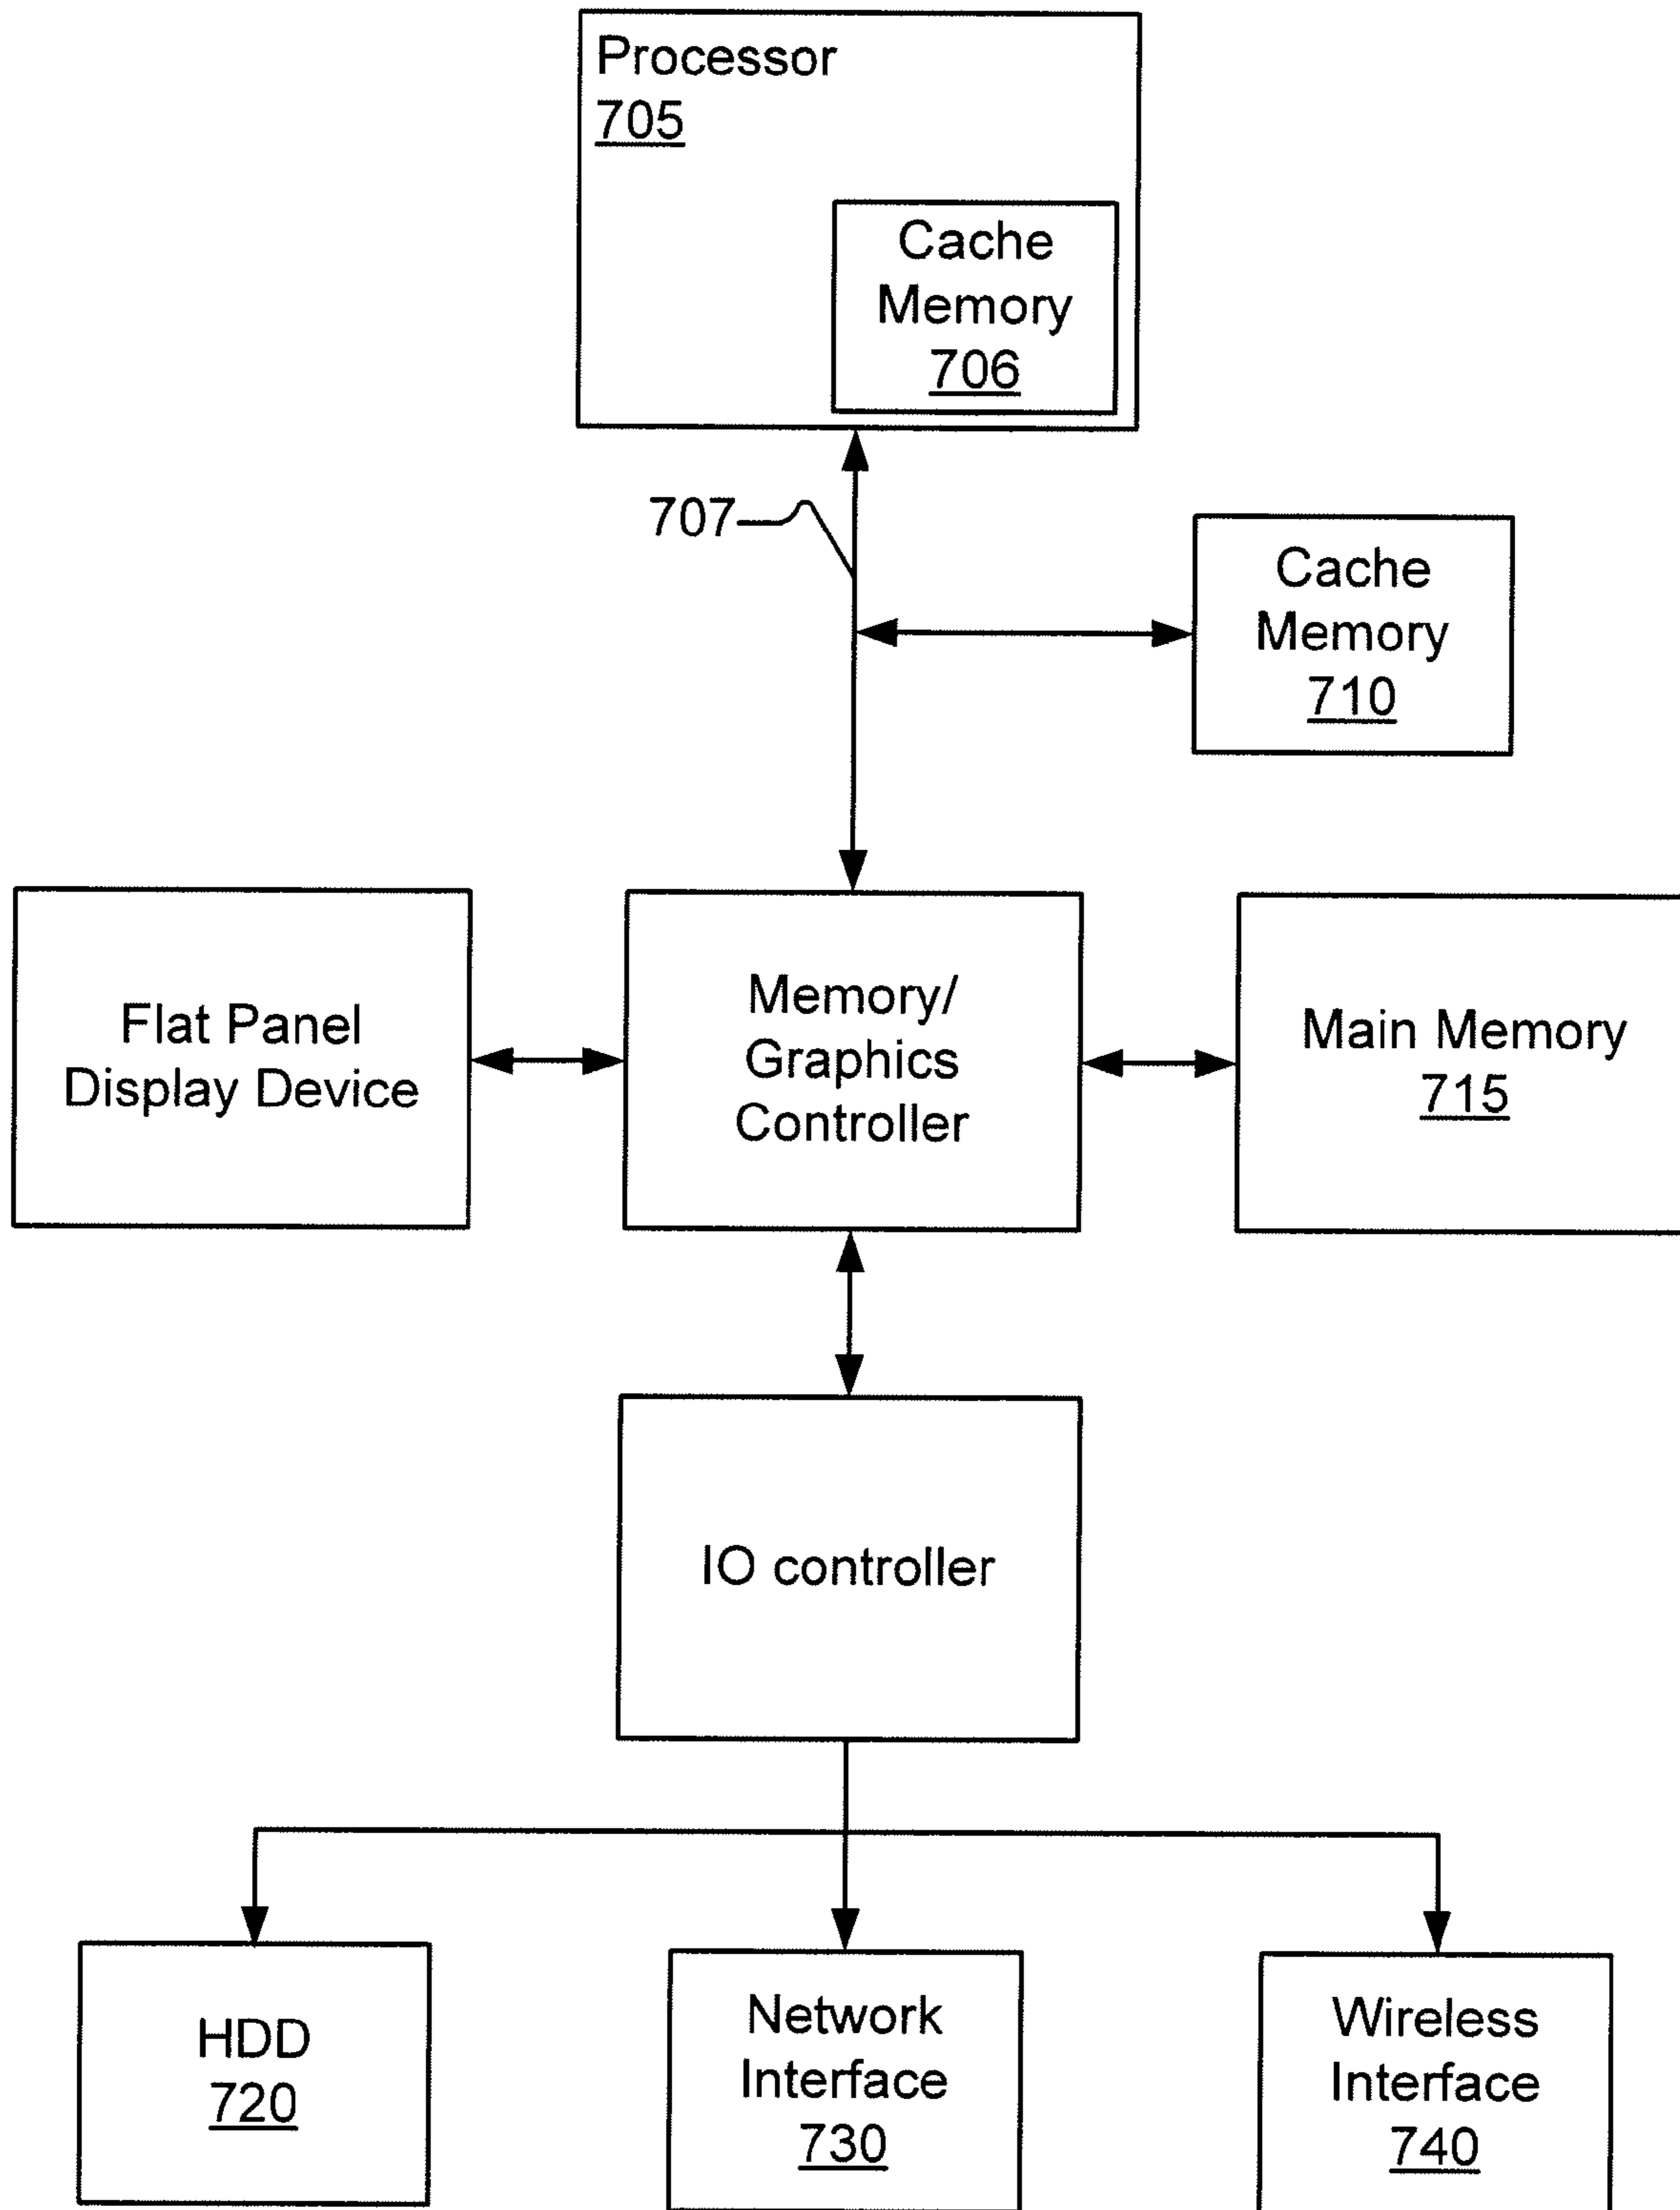 Processor
705
Cache
Memory
706
707
Cache
Memory
710
Flat Panel
Display Device
Memory/
Graphics
Controller
Main Memory
715
IO controller
HDD
720
Network
Interface
730
Wireless
Interface
740